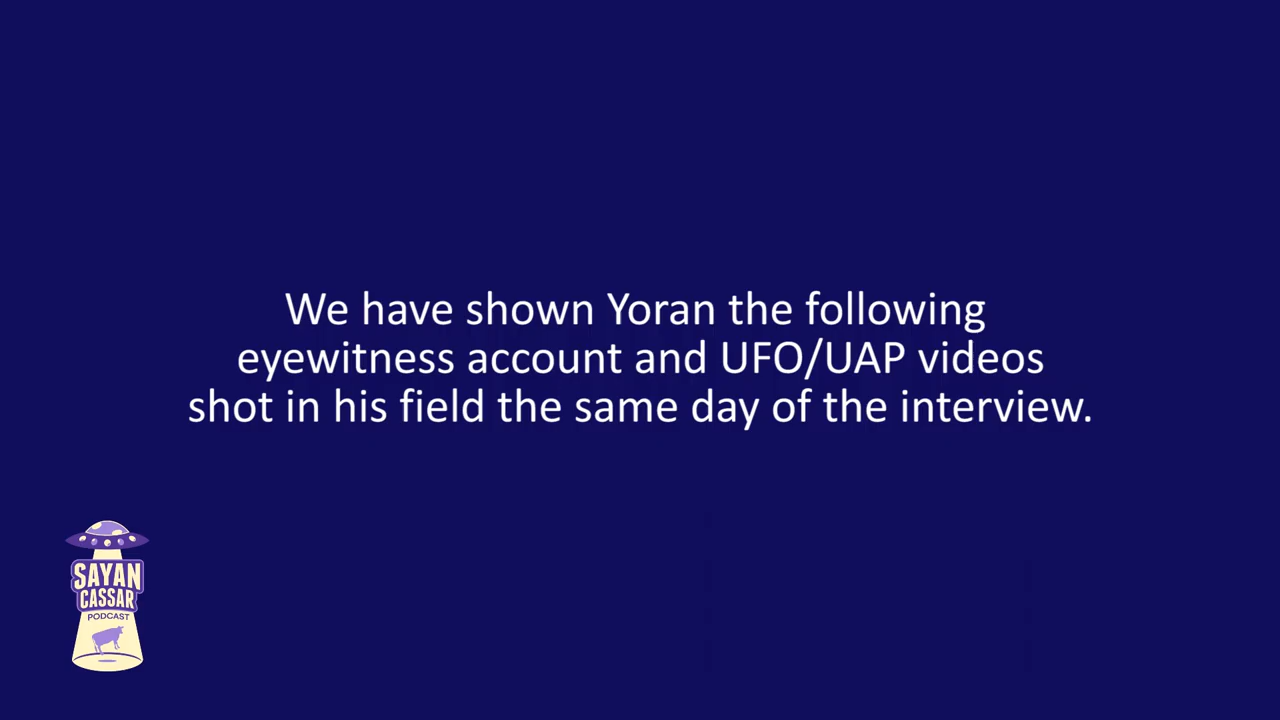 We have shown Yoran the following
eyewitness account and UFO/UAP videos
shot in his field the same day of the interview.
SAYAN
CASSAR
PODCAST